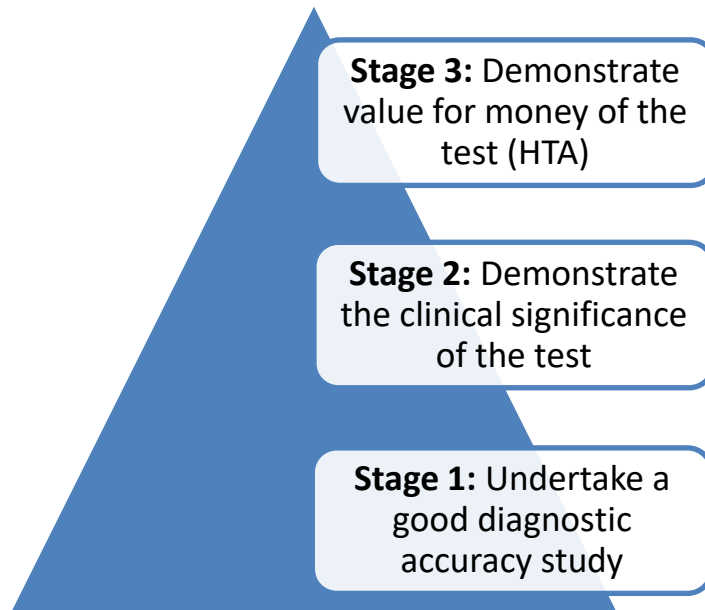 Stage 3: Demonstrate
value for money of the
test (HTA)
Stage 2: Demonstrate
the clinical significance
of the test
Stage 1: Undertake a
good diagnostic
accuracy study